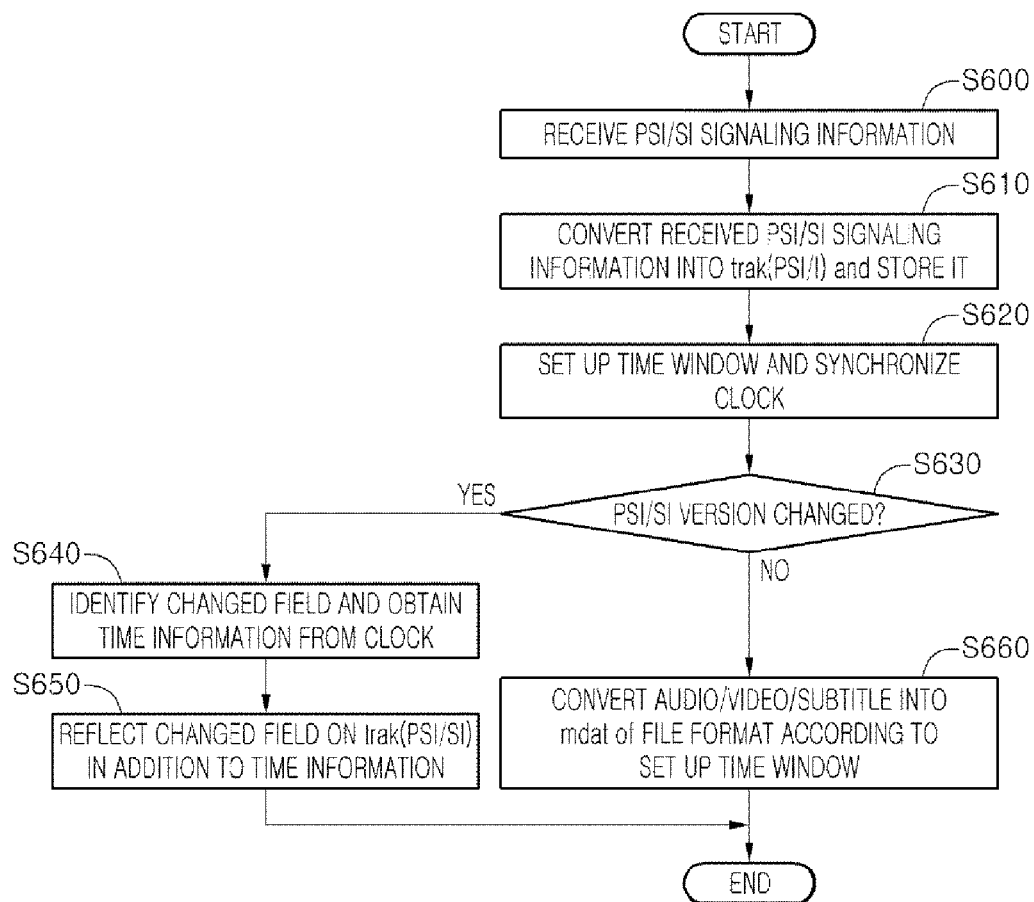 START
S600
RECEIVE PSI/SI SIGNALING INFORMATION
S610
CONVERT RECEIVED PSI/SI SIGNALING
INFORMATION INTO trak(PSI/I) and STORE IT
S620
SET UP TIME WINDOW AND SYNCHRONIZE
CLOCK
S630
PSI/SI VERSION CHANGED?
YES
NO
S640
IDENTIFY CHANGED FIELD AND OBTAIN
TIME INFORMATION FROM CLOCK
S650
REFLECT CHANGED FIELD ON trak(PSI/SI)
IN ADDITION TO TIME INFORMATION
S660
CONVERT AUDIO/VIDEO/SUBTITLE INTO
mdat of FILE FORMAT ACCORDING TO
SET UP TIME WINDOW
END